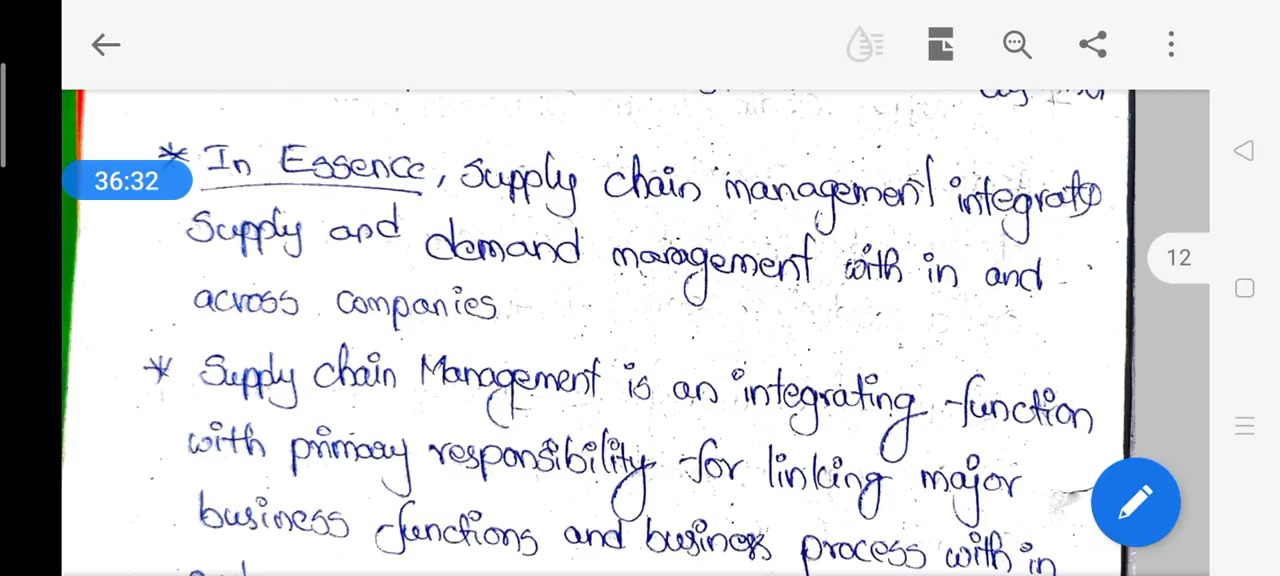 36:32
12
* In Essence, Supply chain management integrate
Supply and demand management with in and
across companies
* Supply chain Management is an integrating function
with primary responsibility for linking major
business functions and business process with in